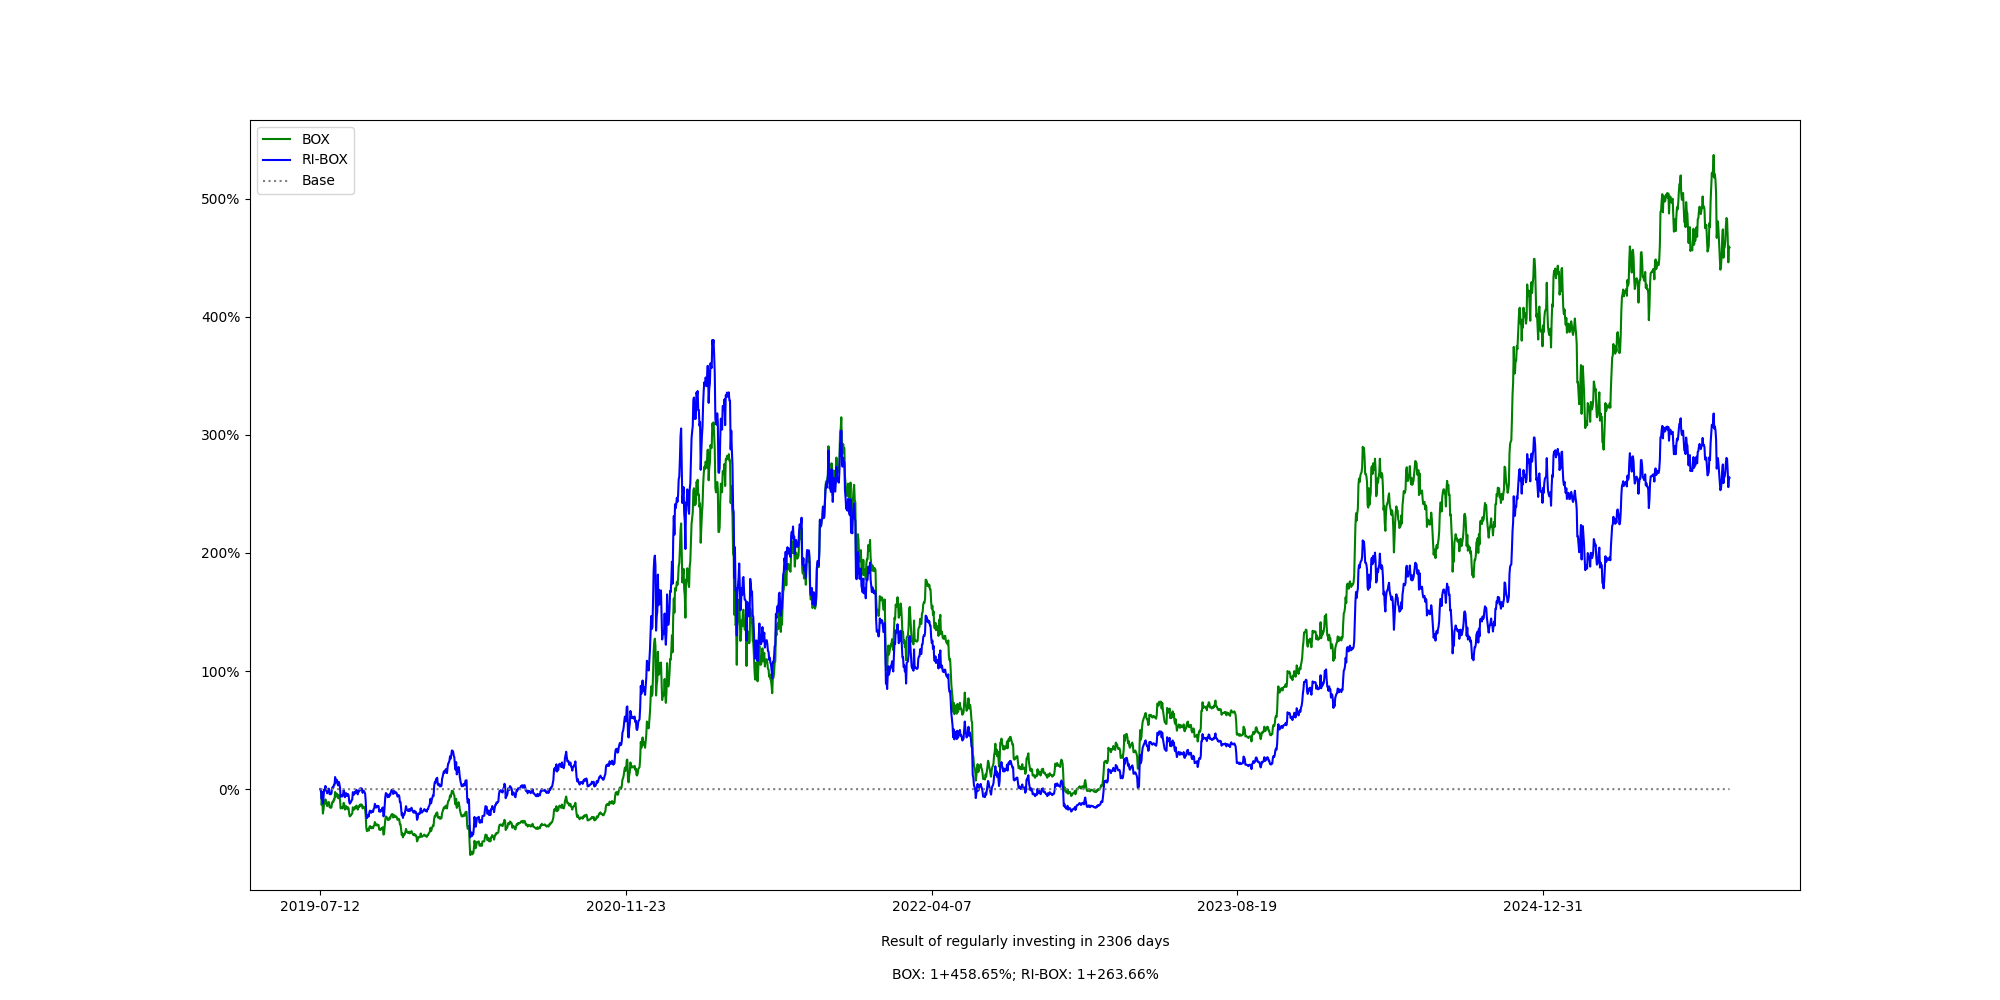 BOX
RI-BOX
Base
500%
400%
300%
200%
100%
0%
2019-07-12 2020-11-23 2022-04-07 2023-08-19 2024-12-31
Result of regularly investing in 2306 days
BOX: 1+458.65%; RI-BOX: 1+263.66%